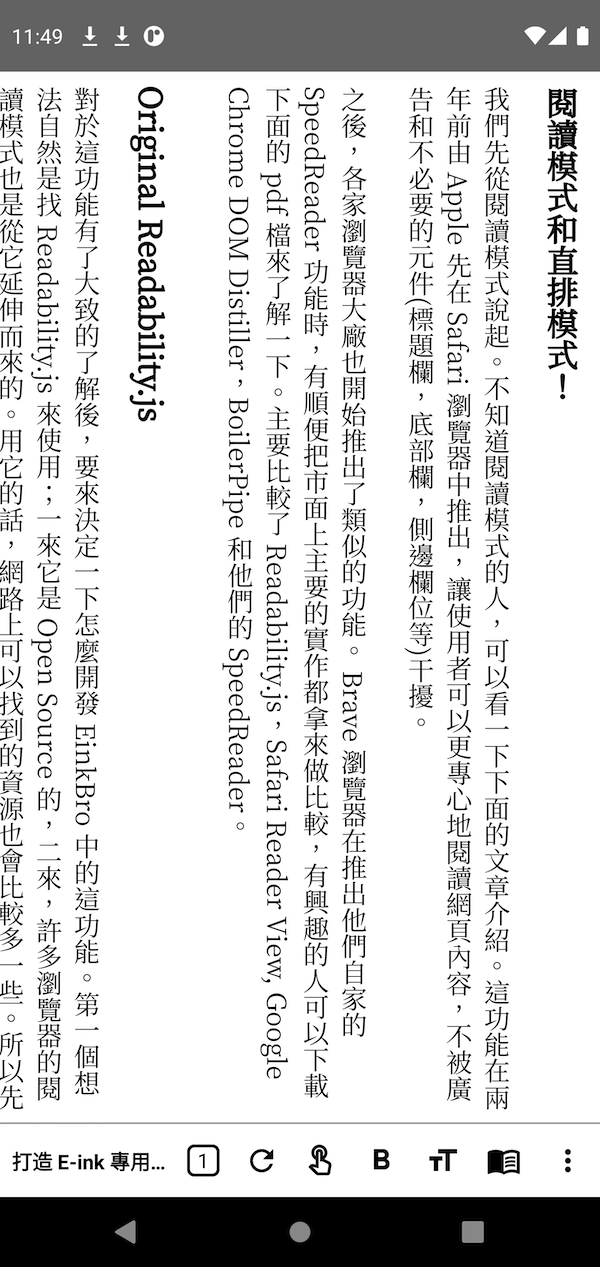 11:49
閱讀模式和直排模式！
我們先從閱讀模式說起。不知道閱讀模式的人，可以看一下下面的文章介紹。這功能在兩
年前由 Apple 先在 Safari 瀏覽器中推出，讓使用者可以更專心地閱讀網頁內容，不被廣
告和不必要的元件(標題欄，底部欄，側邊欄位等)干擾。
之後，各家瀏覽器大廠也開始推出了類似的功能。Brave 瀏覽器在推出他們自家的
SpeedReader 功能時，有順便把市面上主要的實作都拿來做比較，有興趣的人可以下載
下面的 pdf 檔來了解一下。主要比較了 Readability.js、Safari Reader View, Google
Chrome DOM Distiller、BoilerPipe 和他們的 SpeedReader。
Original Readability.js
對於這功能有了大致的了解後，要來決定一下怎麼開發 EinkBro 中的這功能。第一個想
法自然是找 Readability.js 來使用；一來它是 Open Source 的，二來，許多瀏覽器的閱
讀模式也是從它延伸而來的。用它的話，網路上可以找到的資源也會比較多一些。所以先
打造 E-ink 專用... 1 B TT